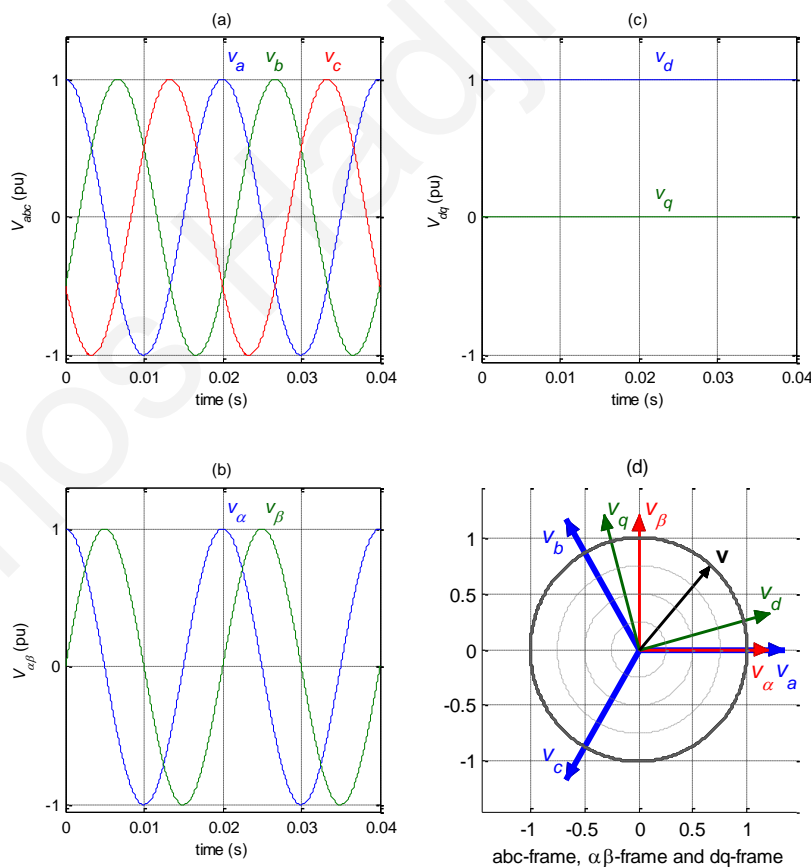 (a)
v_a v_b v_c
V_abc (pu)
1
0
-1
0 0.01 0.02 0.03 0.04
time (s)
(c)
v_d
v_q
V_dq (pu)
1
0
-1
0 0.01 0.02 0.03 0.04
time (s)
(b)
v_α v_β
V_αβ (pu)
1
0
-1
0 0.01 0.02 0.03 0.04
time (s)
(d)
v_b v_q v_β v
v_d
v_α v_a
v_c
1
0.5
0
-0.5
-1
-1 -0.5 0 0.5 1
abc-frame, αβ-frame and dq-frame
nos Hadji